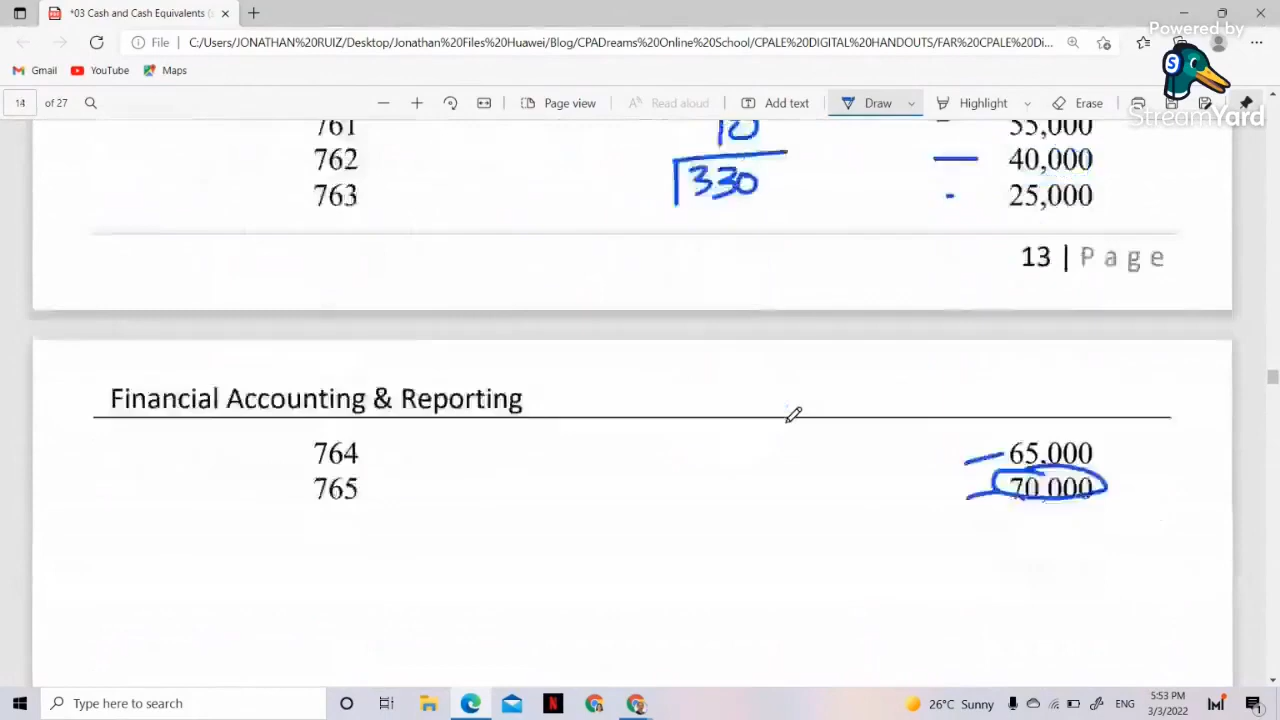 *03 Cash and Cash Equivalents (
Powered by
StreamYard
File C:/Users/JONATHAN%20RUIZ/Desktop/Jonathan%20Files%20Huawei/Blog/CPADreams%20Online%20School/CPALE%20DIGITAL%20HANDOUTS/FAR%20CPALE%20Di...
Gmail YouTube Maps
14 of 27 Page view Read aloud Add text Draw Highlight Erase
761 10 55,000
762 40,000
330
763 25,000
13 | Page
Financial Accounting & Reporting
764 65,000
765 70,000
Type here to search 26°C Sunny ENG 5:53 PM
3/3/2022